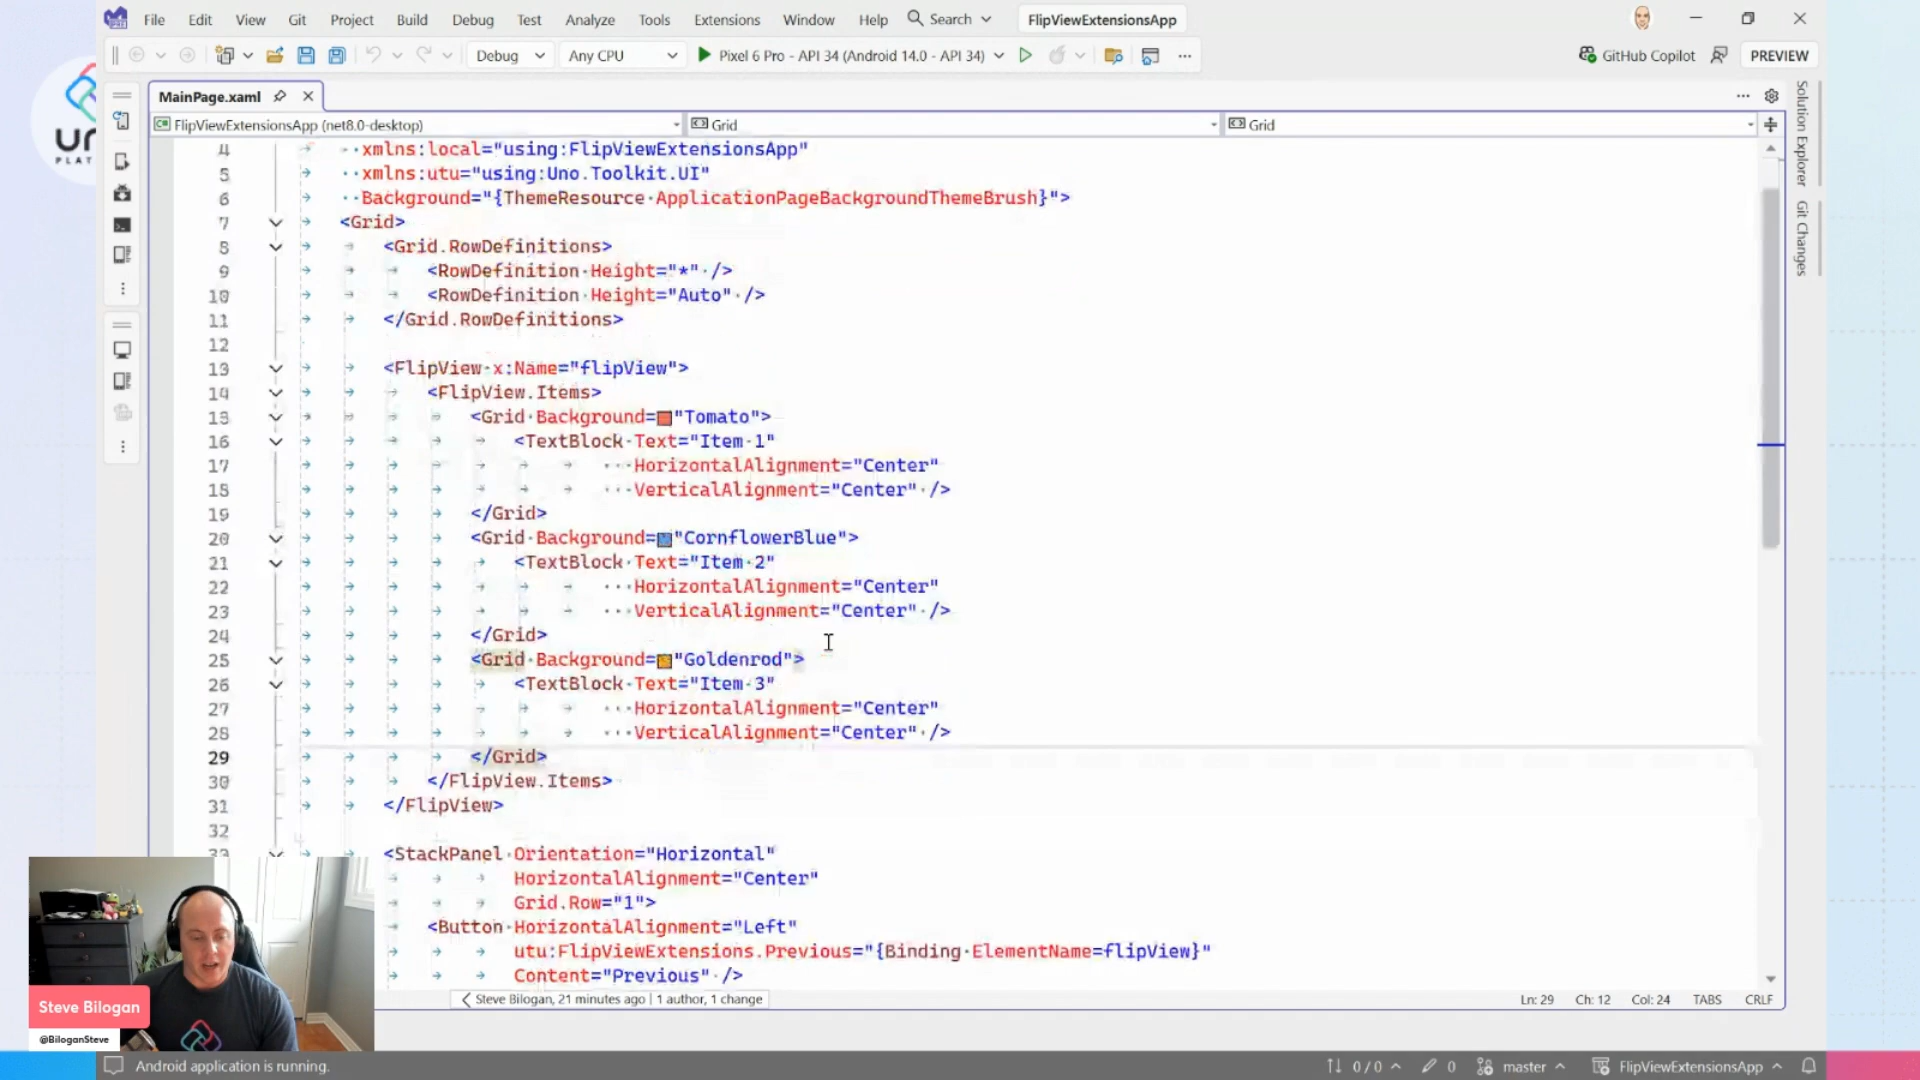 File Edit View Git Project Build Debug Test Analyze Tools Extensions Window Help Search FlipViewExtensionsApp
Debug Any CPU Pixel 6 Pro - API 34 (Android 14.0 - API 34) GitHub Copilot PREVIEW
MainPage.xaml
FlipViewExtensionsApp (net8.0-desktop) Grid Grid
Solution Explorer
Git Changes
un
PLAT
4 xmlns:local="using:FlipViewExtensionsApp"
5 xmlns:utu="using:Uno.Toolkit.UI"
6 Background="{ThemeResource ApplicationPageBackgroundThemeBrush}">
7 <Grid>
8 <Grid.RowDefinitions>
9 <RowDefinition Height="*" />
10 <RowDefinition Height="Auto" />
11 </Grid.RowDefinitions>
12
13 <FlipView x:Name="flipView">
14 <FlipView.Items>
15 <Grid Background="Tomato">
16 <TextBlock Text="Item 1"
17 HorizontalAlignment="Center"
18 VerticalAlignment="Center" />
19 </Grid>
20 <Grid Background="CornflowerBlue">
21 <TextBlock Text="Item 2"
22 HorizontalAlignment="Center"
23 VerticalAlignment="Center" />
24 </Grid>
25 <Grid Background="Goldenrod">
26 <TextBlock Text="Item 3"
27 HorizontalAlignment="Center"
28 VerticalAlignment="Center" />
29 </Grid>
30 </FlipView.Items>
31 </FlipView>
32
33 <StackPanel Orientation="Horizontal"
HorizontalAlignment="Center"
Grid.Row="1">
<Button HorizontalAlignment="Left"
utu:FlipViewExtensions.Previous="{Binding ElementName=flipView}"
Content="Previous" />
Steve Bilogan, 21 minutes ago | 1 author, 1 change Ln: 29 Ch: 12 Col: 24 TABS CRLF
Steve Bilogan
@BiloganSteve
Android application is running. 0 / 0 0 master FlipViewExtensionsApp